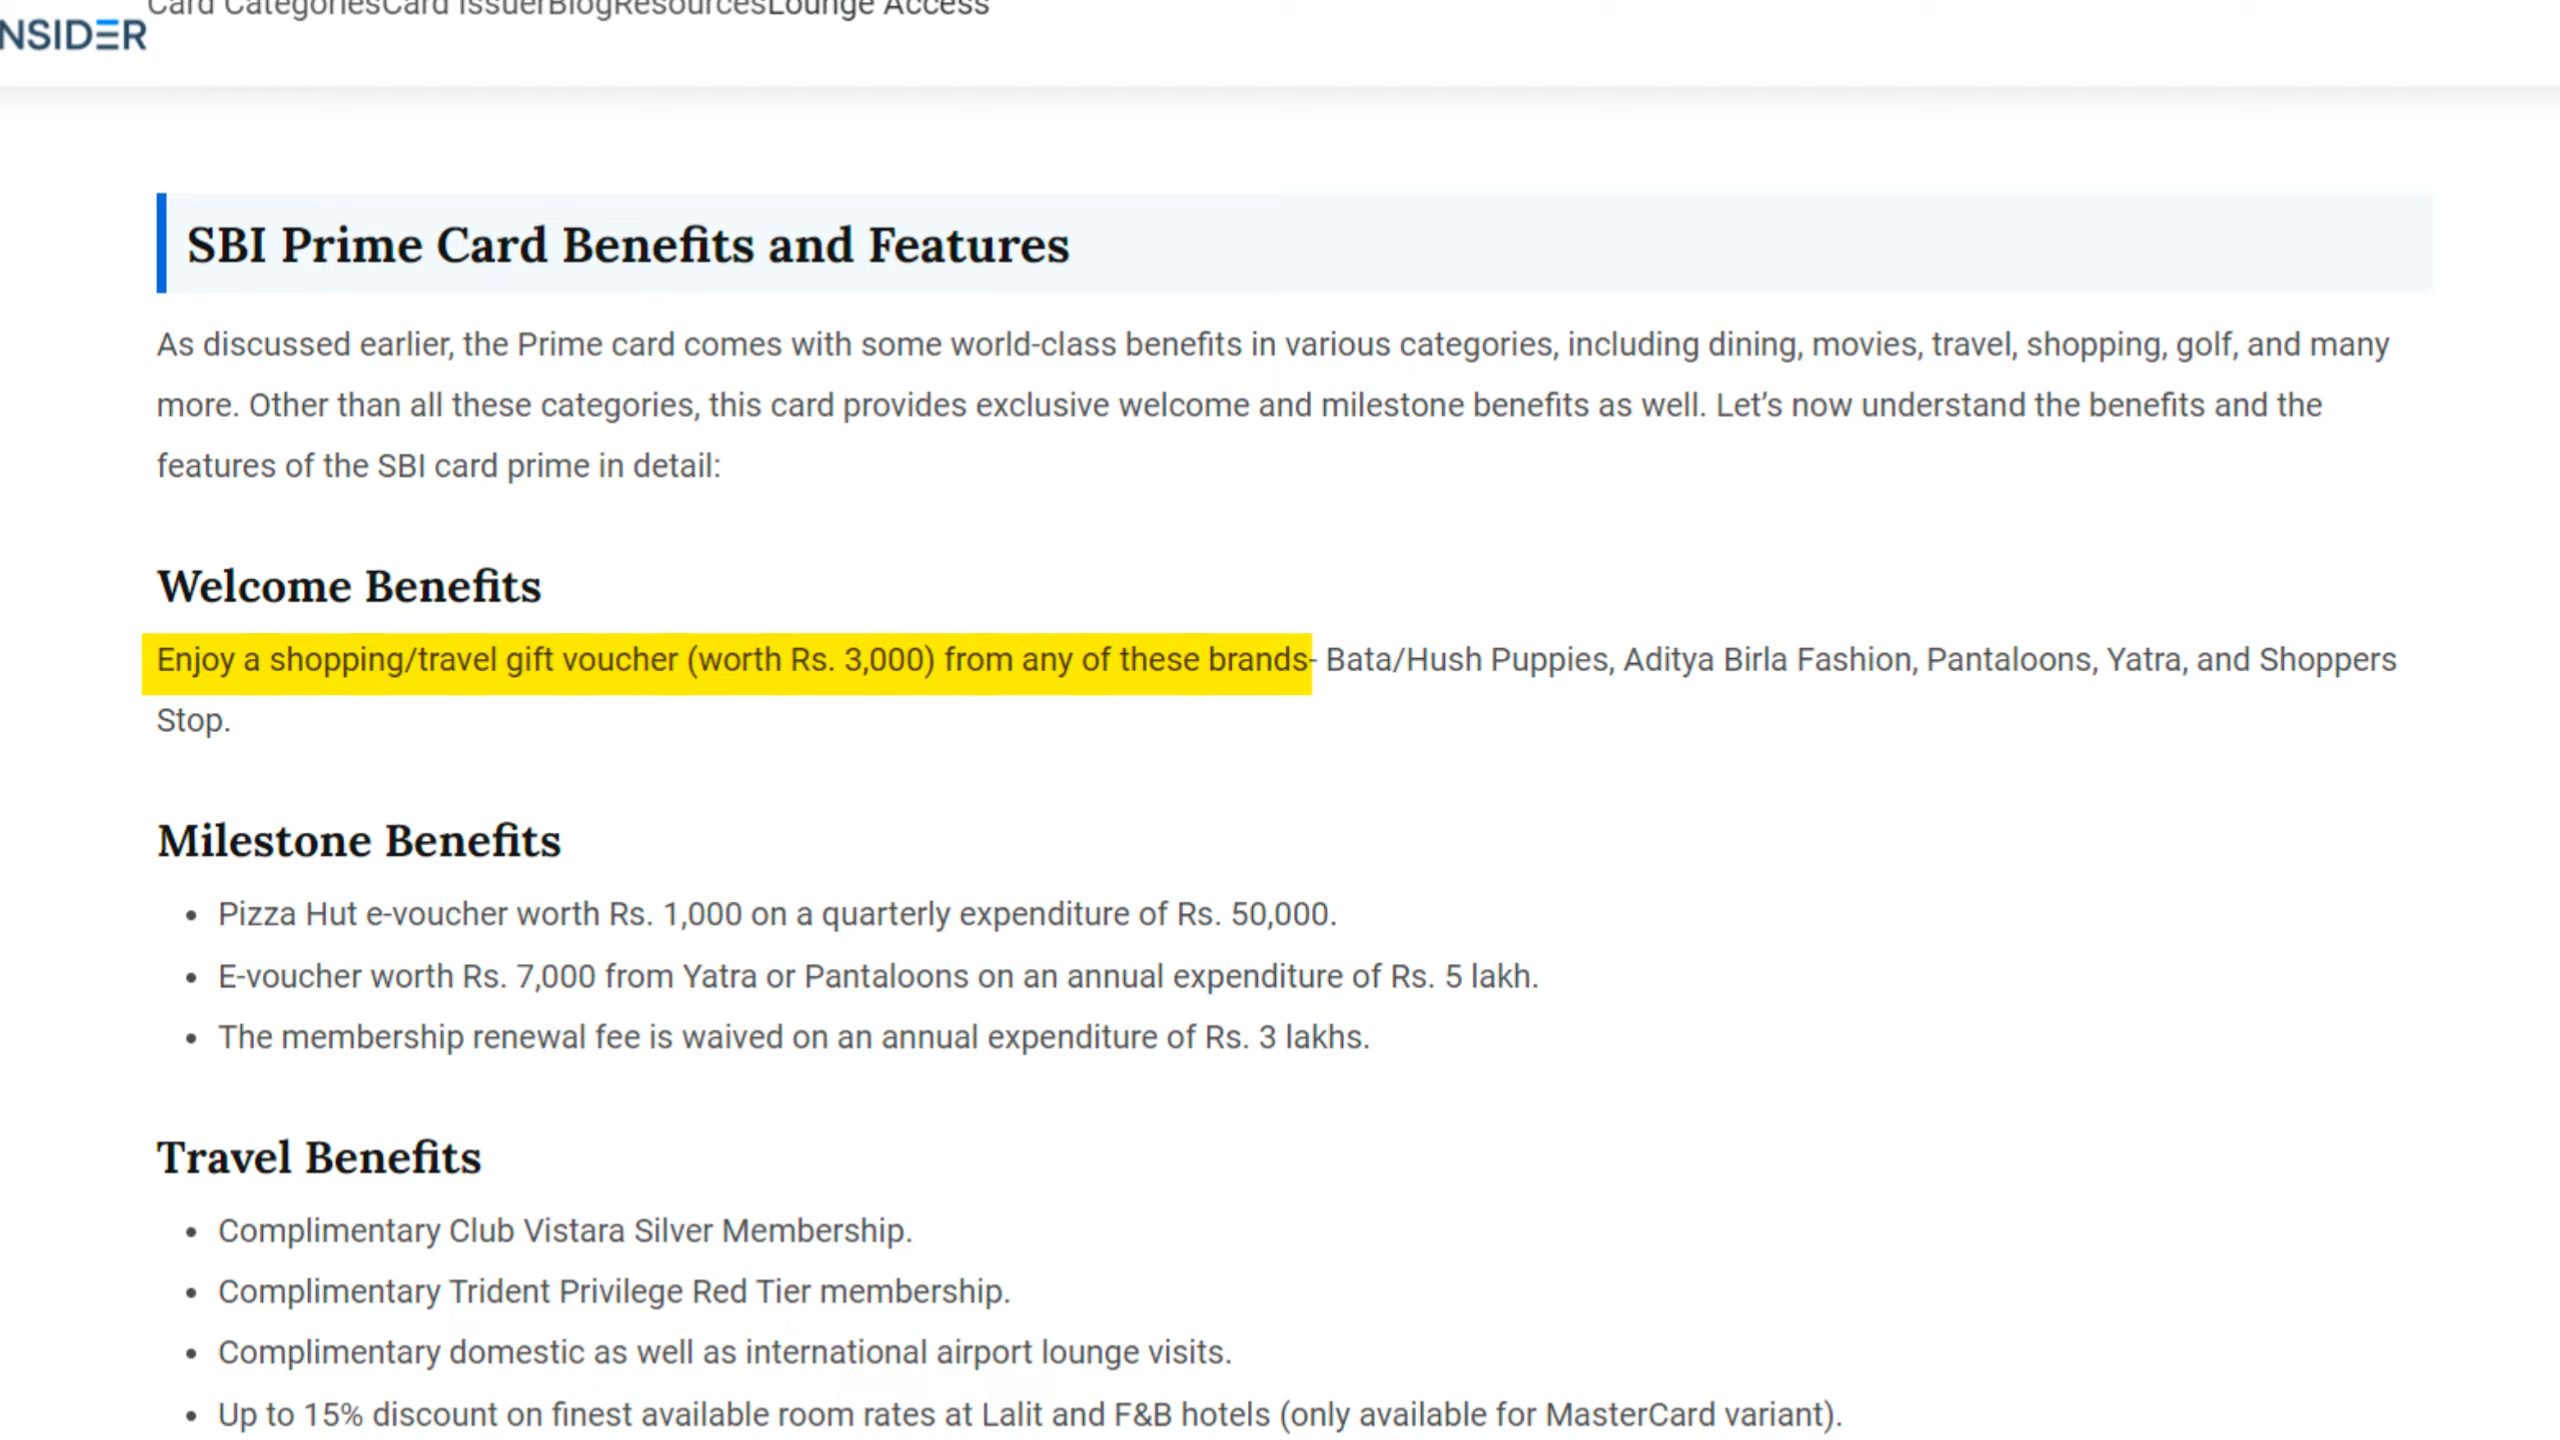 Card CategoriesCard IssuerBlogResourcesLounge Access
NSIDER
SBI Prime Card Benefits and Features
As discussed earlier, the Prime card comes with some world-class benefits in various categories, including dining, movies, travel, shopping, golf, and many
more. Other than all these categories, this card provides exclusive welcome and milestone benefits as well. Let’s now understand the benefits and the
features of the SBI card prime in detail:
Welcome Benefits
Enjoy a shopping/travel gift voucher (worth Rs. 3,000) from any of these brands- Bata/Hush Puppies, Aditya Birla Fashion, Pantaloons, Yatra, and Shoppers
Stop.
Milestone Benefits
• Pizza Hut e-voucher worth Rs. 1,000 on a quarterly expenditure of Rs. 50,000.
• E-voucher worth Rs. 7,000 from Yatra or Pantaloons on an annual expenditure of Rs. 5 lakh.
• The membership renewal fee is waived on an annual expenditure of Rs. 3 lakhs.
Travel Benefits
• Complimentary Club Vistara Silver Membership.
• Complimentary Trident Privilege Red Tier membership.
• Complimentary domestic as well as international airport lounge visits.
• Up to 15% discount on finest available room rates at Lalit and F&B hotels (only available for MasterCard variant).